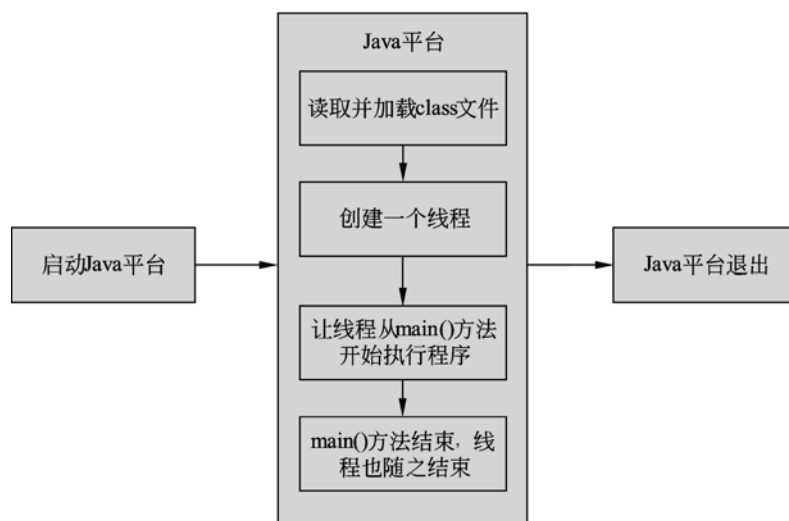 Java平台
读取并加载class文件
创建一个线程
启动Java平台
Java平台退出
让线程从main()方法
开始执行程序
main()方法结束，线
程也随之结束